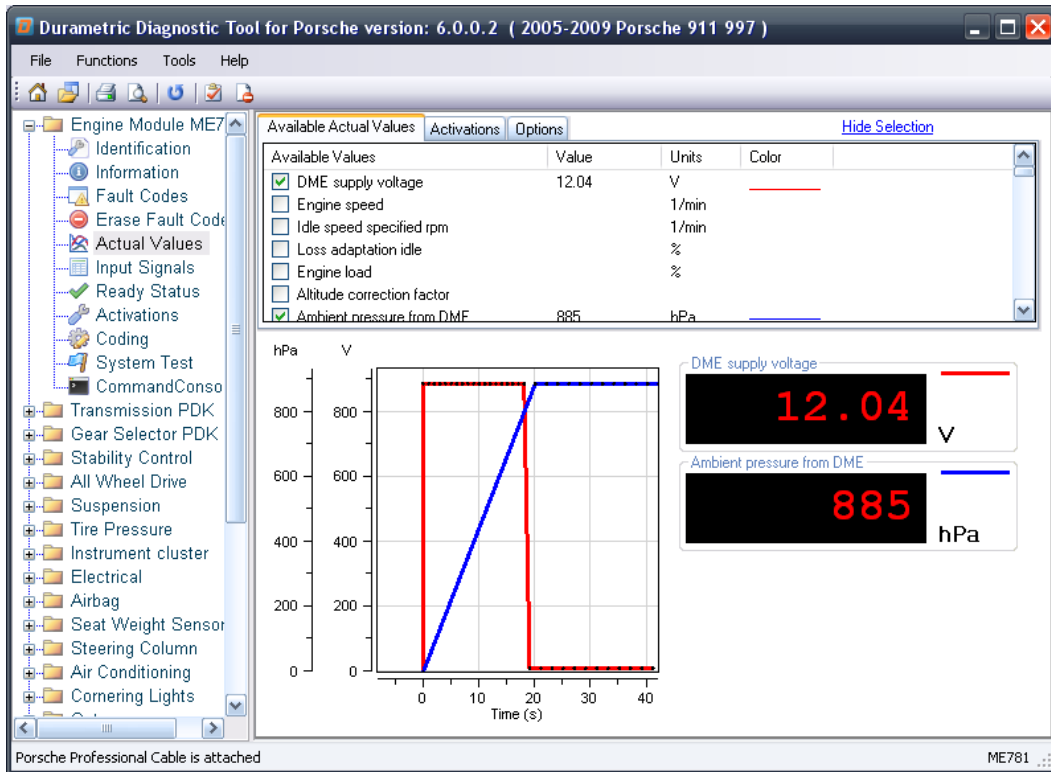 Durametric Diagnostic Tool for Porsche version: 6.0.0.2 ( 2005-2009 Porsche 911 997 )
File Functions Tools Help
Engine Module ME7
Identification
Information
Fault Codes
Erase Fault Code
Actual Values
Input Signals
Ready Status
Activations
Coding
System Test
CommandConso
Transmission PDK
Gear Selector PDK
Stability Control
All Wheel Drive
Suspension
Tire Pressure
Instrument cluster
Electrical
Airbag
Seat Weight Sensor
Steering Column
Air Conditioning
Cornering Lights
Available Actual Values Activations Options Hide Selection
Available Values Value Units Color
DME supply voltage 12.04 V
Engine speed 1/min
Idle speed specified rpm 1/min
Loss adaptation idle %
Engine load %
Altitude correction factor
Ambient pressure from DME 885 hPa
hPa V
800 800
600 600
400 400
200 200
0 0
0 10 20 30 40
Time (s)
DME supply voltage
12.04 V
Ambient pressure from DME
885 hPa
Porsche Professional Cable is attached ME781